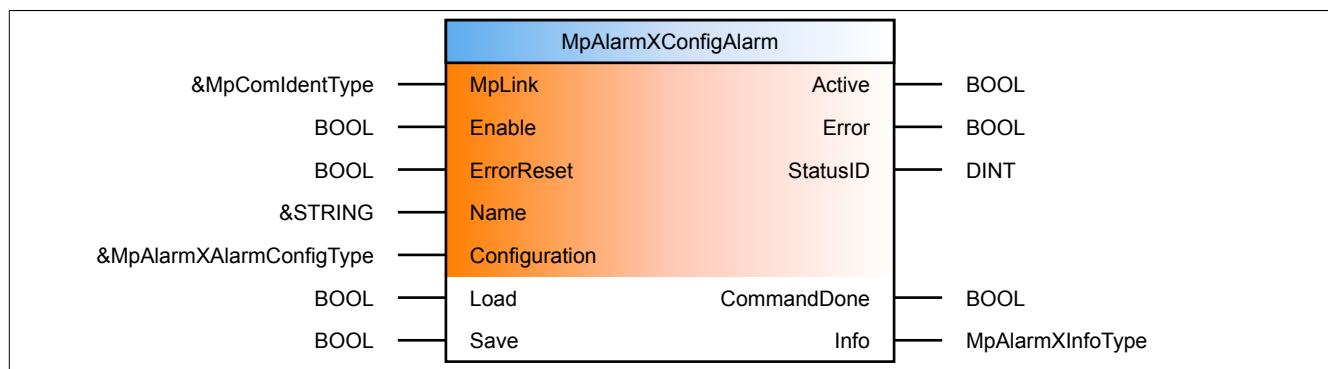 MpAlarmXConfigAlarm
&MpComIdentType MpLink Active BOOL
BOOL Enable Error BOOL
BOOL ErrorReset StatusID DINT
&STRING Name
&MpAlarmXAlarmConfigType Configuration
BOOL Load CommandDone BOOL
BOOL Save Info MpAlarmXInfoType